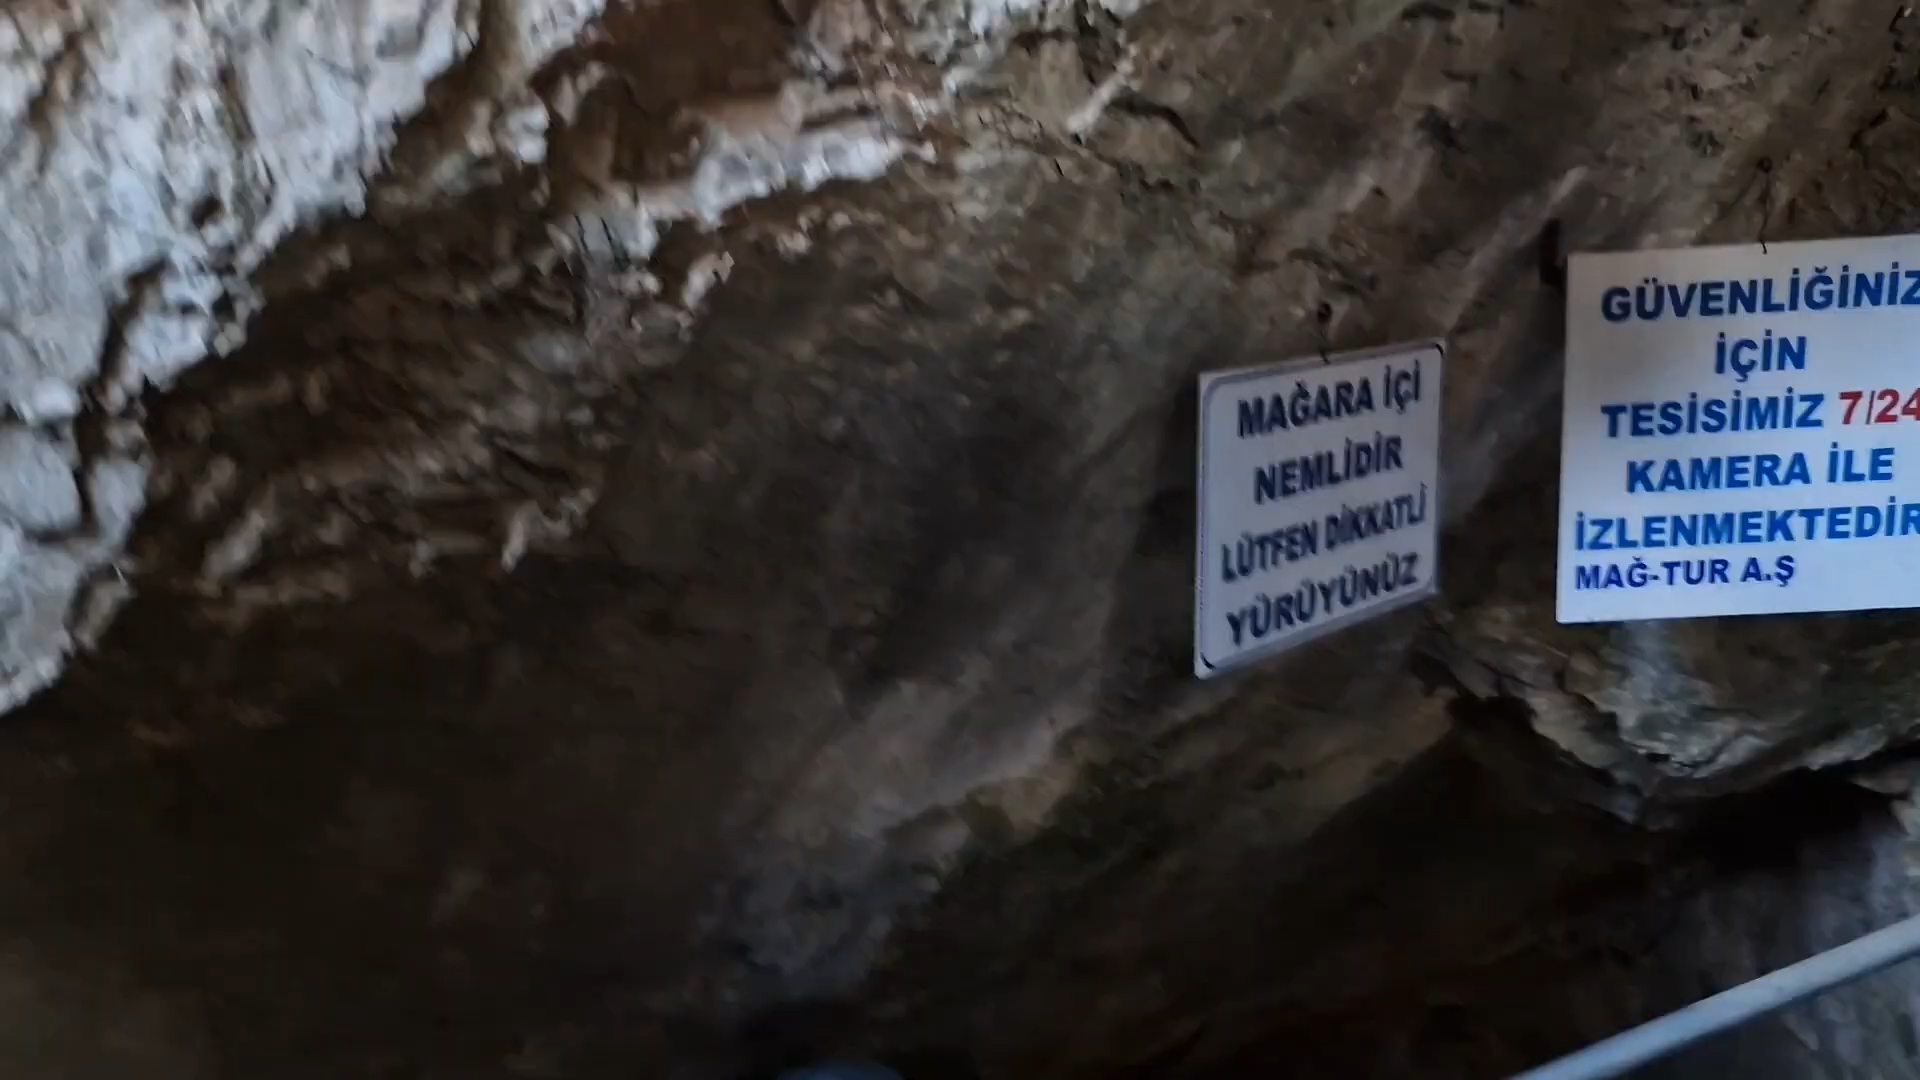 MAĞARA İÇİ
NEMLİDİR
LÜTFEN DİKKATLİ
YÜRÜYÜNÜZ
GÜVENLİĞİNİZ
İÇİN
TESİSİMİZ 7/24
KAMERA İLE
İZLENMEKTEDİR
MAĞ-TUR A.Ş